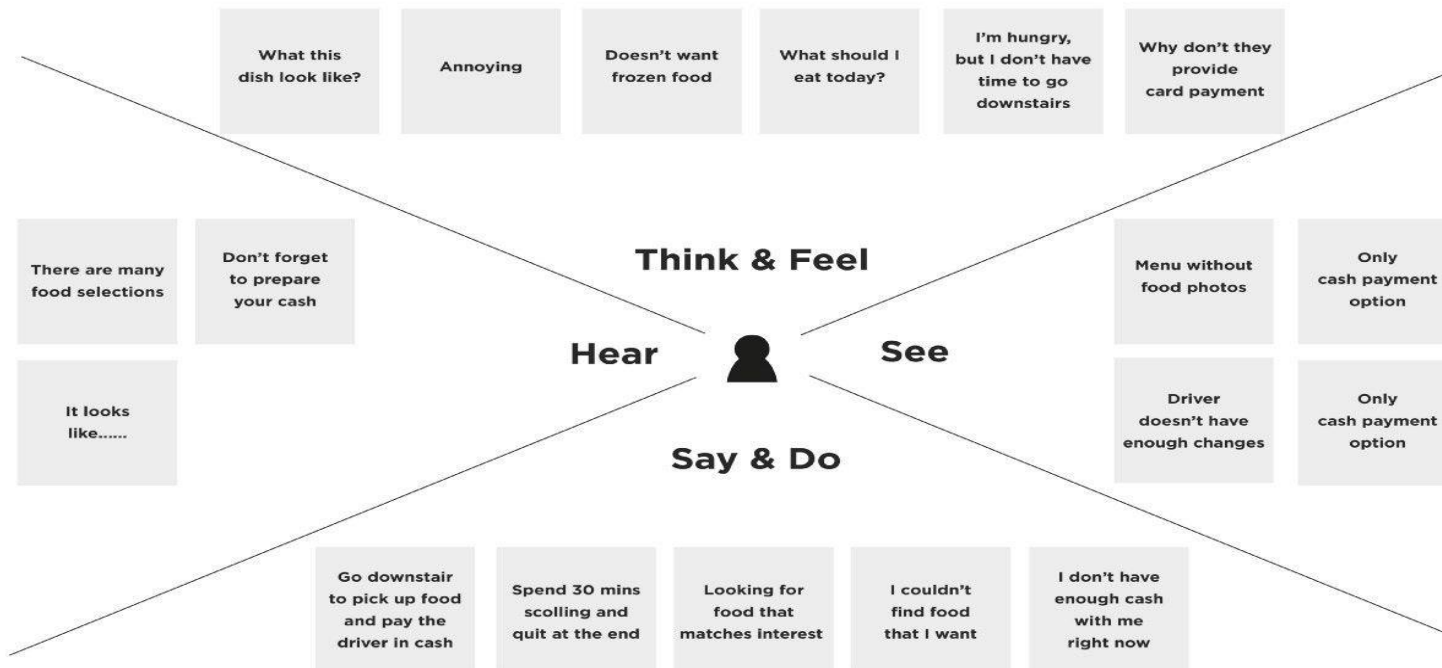 What this
dish look like?
Annoying
Doesn't want
frozen food
What should I
eat today?
I'm hungry,
but I don't have
time to go
downstairs
Why don't they
provide
card payment
Think & Feel
There are many
food selections
Don't forget
to prepare
your cash
It looks
like......
Hear
See
Menu without
food photos
Only
cash payment
option
Driver
doesn't have
enough changes
Only
cash payment
option
Say & Do
Go downstair
to pick up food
and pay the
driver in cash
Spend 30 mins
scolling and
quit at the end
Looking for
food that
matches interest
I couldn't
find food
that I want
I don't have
enough cash
with me
right now